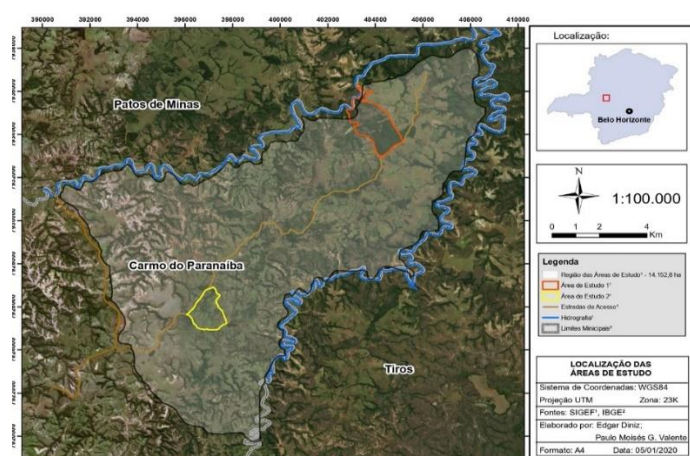 390000 392000 394000 396000 398000 400000 402000 404000 406000 408000 410000
Patos de Minas
Carmo do Paranaíba
Tiros
Localização:
Belo Horizonte
N
1:100.000
0 1 2 4
Km
Legenda
Região das Áreas de Estudo¹ - 14.152,8 ha
Área de Estudo 1¹
Área de Estudo 2¹
Estradas de Acesso¹
Hidrografia²
Limites Minicipais²
LOCALIZAÇÃO DAS
ÁREAS DE ESTUDO
Sistema de Coordenadas: WGS84
Projeção UTM Zona: 23K
Fontes: SIGEF¹, IBGE²
Elaborado por: Edgar Diniz;
Paulo Moisés G. Valente
Formato: A4 Data: 05/01/2020